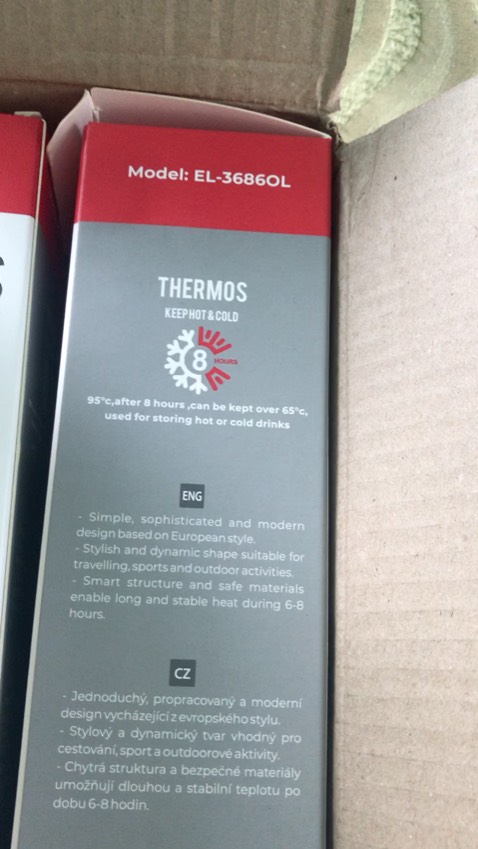 Model: EL-3686OL
THERMOS
KEEP HOT & COLD
8 HOURS
95°c,after 8 hours ,can be kept over 65°c,
used for storing hot or cold drinks
ENG
- Simple, sophisticated and modern
design based on European style.
- Stylish and dynamic shape suitable for
travelling, sports and outdoor activities.
- Smart structure and safe materials
enable long and stable heat during 6-8
hours.
CZ
- Jednoduchý, propracovaný a moderní
design vycházející z evropského stylu.
- Stylový a dynamický tvar vhodný pro
cestování, sport a outdoorové aktivity.
- Chytrá struktura a bezpečné materiály
umožňují dlouhou a stabilní teplotu po
dobu 6-8 hodin.